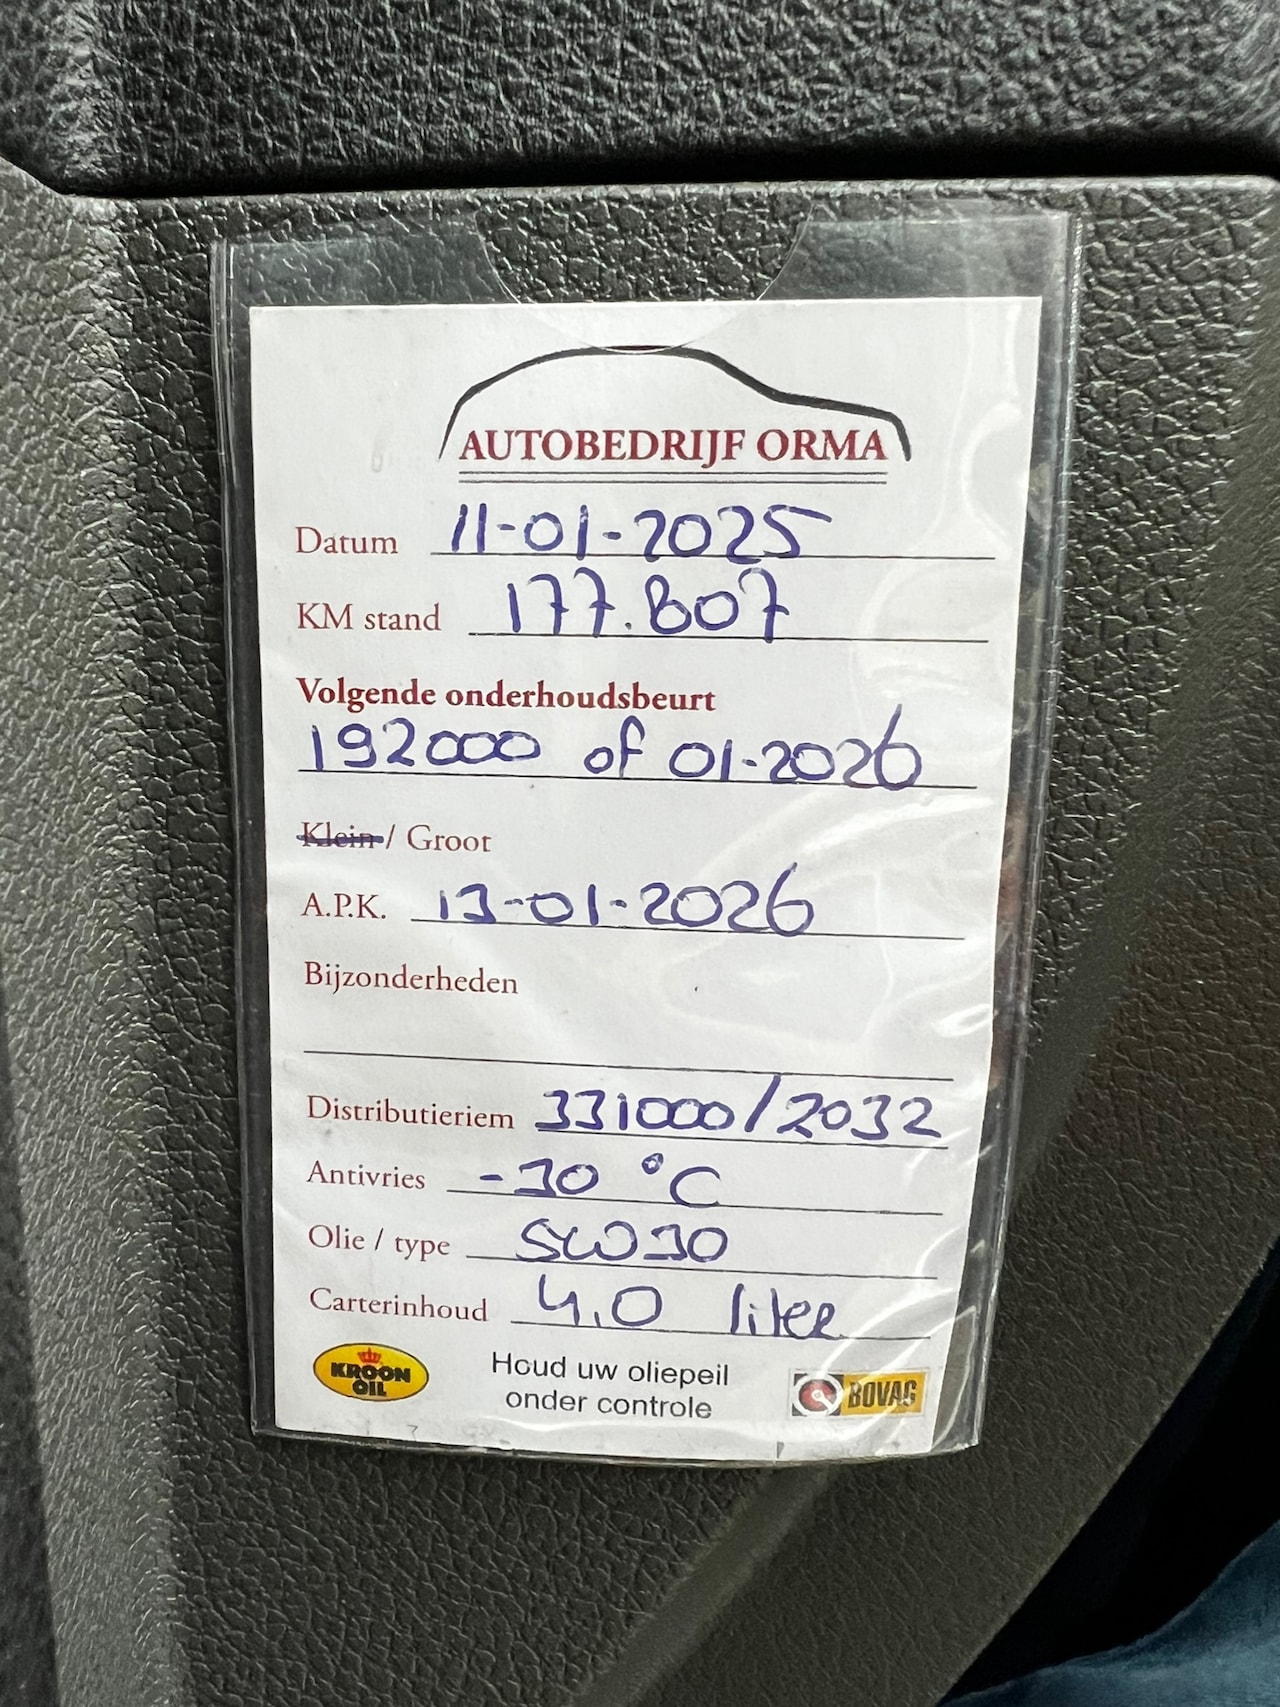 AUTOBEDRIJF ORMA
Datum 11-01-2025
KM stand 177.807
Volgende onderhoudsbeurt
192000 of 01-2026
Klein / Groot
A.P.K. 13-01-2026
Bijzonderheden
Distributieriem 331000/2032
Antivries -30 °C
Olie / type 5W30
Carterinhoud 4.0 liter
KROON
OIL
Houd uw oliepeil
onder controle
BOVAG